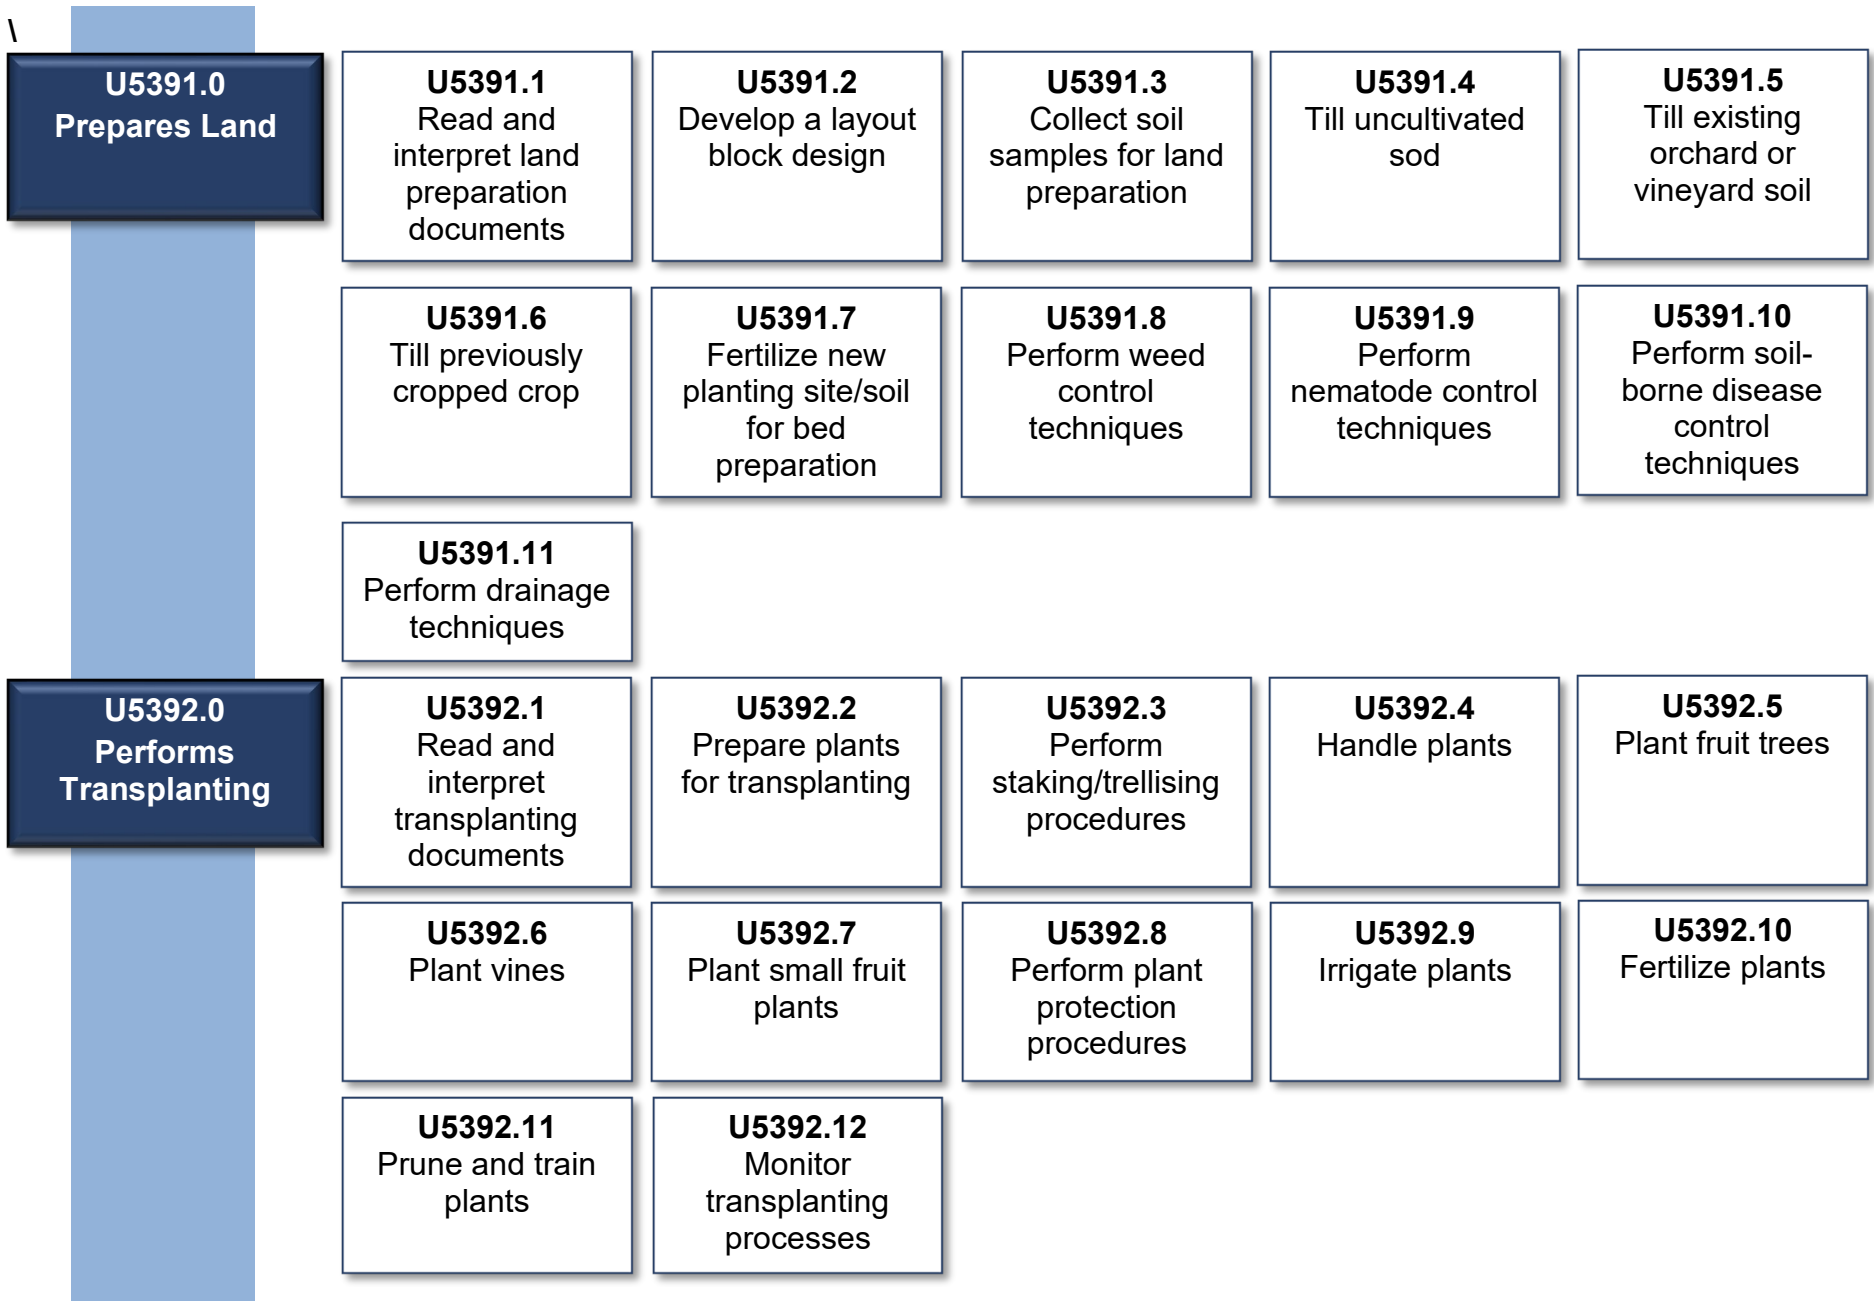 \
U5391.0
Prepares Land
U5391.1
Read and
interpret land
preparation
documents
U5391.2
Develop a layout
block design
U5391.3
Collect soil
samples for land
preparation
U5391.4
Till uncultivated
sod
U5391.5
Till existing
orchard or
vineyard soil
U5391.6
Till previously
cropped crop
U5391.7
Fertilize new
planting site/soil
for bed
preparation
U5391.8
Perform weed
control
techniques
U5391.9
Perform
nematode control
techniques
U5391.10
Perform soil-
borne disease
control
techniques
U5391.11
Perform drainage
techniques
U5392.0
Performs
Transplanting
U5392.1
Read and
interpret
transplanting
documents
U5392.2
Prepare plants
for transplanting
U5392.3
Perform
staking/trellising
procedures
U5392.4
Handle plants
U5392.5
Plant fruit trees
U5392.6
Plant vines
U5392.7
Plant small fruit
plants
U5392.8
Perform plant
protection
procedures
U5392.9
Irrigate plants
U5392.10
Fertilize plants
U5392.11
Prune and train
plants
U5392.12
Monitor
transplanting
processes